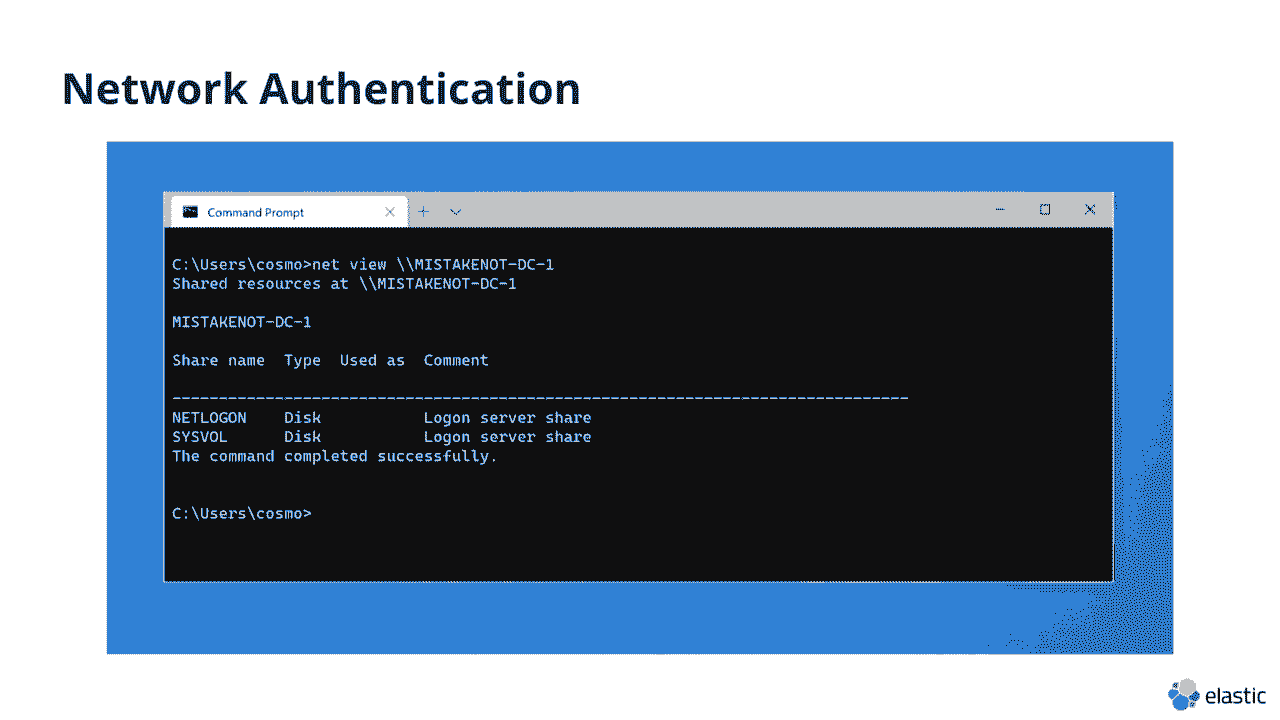 Network Authentication
Command Prompt
C:\Users\cosmo>net view \\MISTAKENOT-DC-1
Shared resources at \\MISTAKENOT-DC-1
MISTAKENOT-DC-1
Share name  Type  Used as  Comment
-------------------------------------------------------------------------------
NETLOGON    Disk           Logon server share
SYSVOL      Disk           Logon server share
The command completed successfully.
C:\Users\cosmo>
elastic